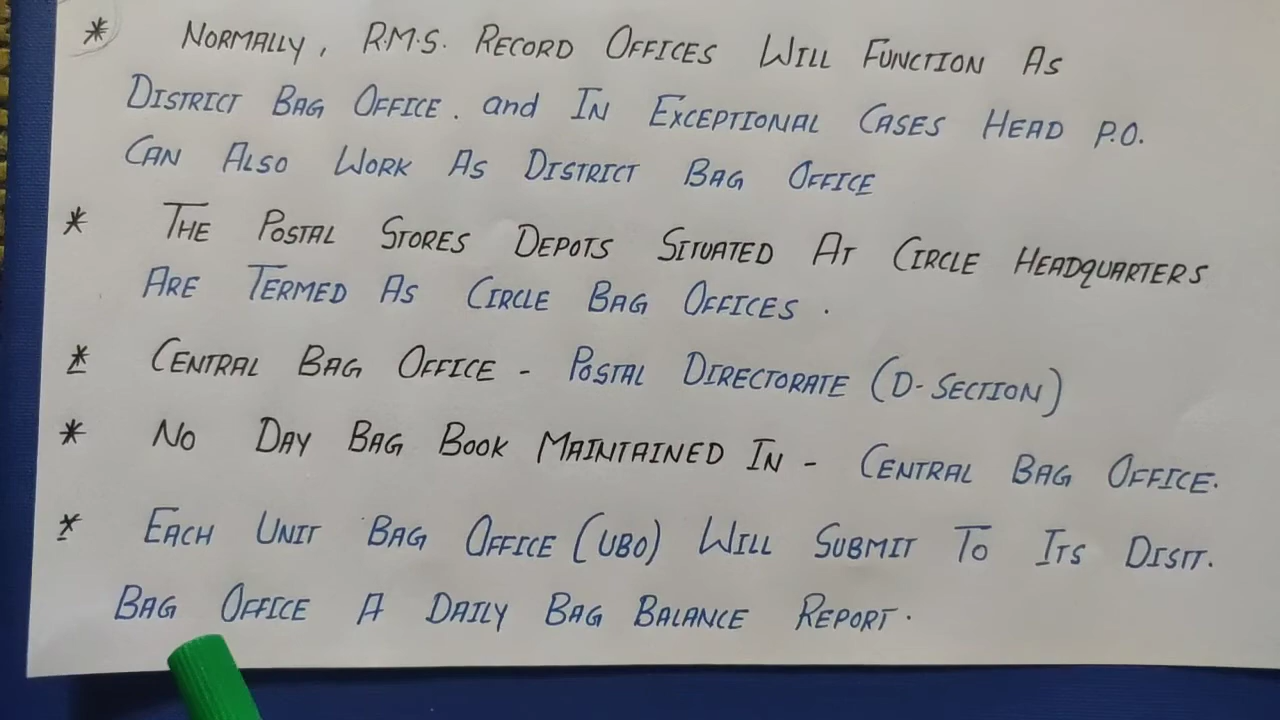 * NORMALLY, R.M.S. RECORD OFFICES WILL FUNCTION AS
DISTRICT BAG OFFICE. and IN EXCEPTIONAL CASES HEAD P.O.
CAN ALSO WORK AS DISTRICT BAG OFFICE
* THE POSTAL STORES DEPOTS SITUATED AT CIRCLE HEADQUARTERS
ARE TERMED AS CIRCLE BAG OFFICES.
* CENTRAL BAG OFFICE - POSTAL DIRECTORATE (D-SECTION)
* NO DAY BAG BOOK MAINTAINED IN - CENTRAL BAG OFFICE.
* EACH UNIT BAG OFFICE (UBO) WILL SUBMIT TO ITS DISIT.
BAG OFFICE A DAILY BAG BALANCE REPORT.